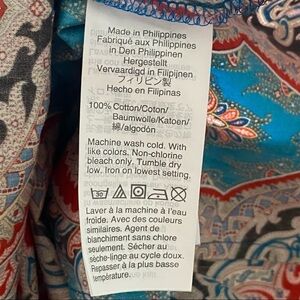 Made in Philippines
Fabriqué aux Philippines
in Den Philippinen
Hergestellt
Vervaardigd in Filipijnen
フィリピン製
Hecho en Filipinas
100% Cotton/Coton/
Baumwolle/Katoen/
綿/algodón
Machine wash cold. With
like colors. Non-chlorine
bleach only. Tumble dry
low. Iron on lowest setting.
Laver à la machine à l'eau
froide. Avec des couleurs
similaires. Agent de
blanchiment sans chlore
seulement. Sécher au
sèche-linge au cycle doux.
Repasser à la plus basse
température.